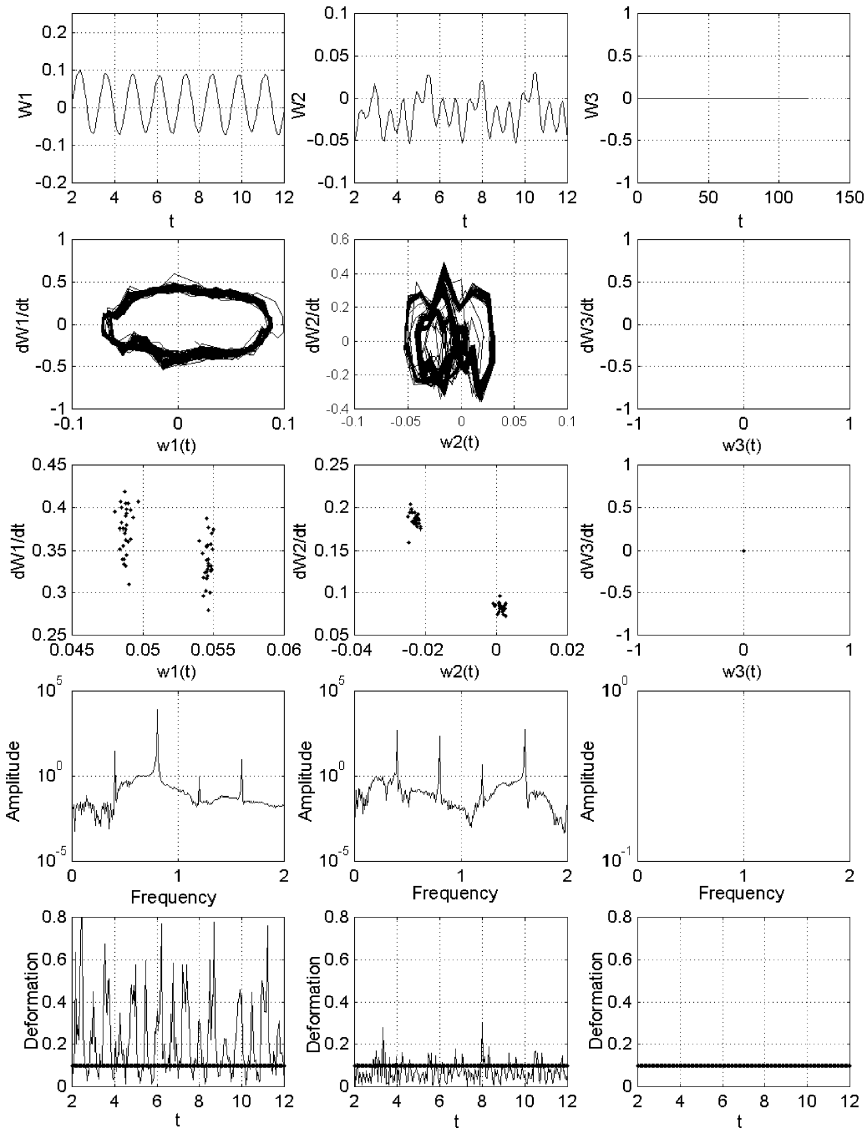 0.2
0.1
0
-0.1
-0.2
W1
2 4 6 8 10 12
t
0.1
0.05
0
-0.05
-0.1
W2
2 4 6 8 10 12
t
1
0.5
0
-0.5
-1
W3
0 50 100 150
t
1
0.5
0
-0.5
-1
dW1/dt
-0.1 0 0.1
w1(t)
0.6
0.4
0.2
0
-0.2
-0.4
dW2/dt
-0.1 -0.05 0 0.05 0.1
w2(t)
1
0.5
0
-0.5
-1
dW3/dt
-1 0 1
w3(t)
0.45
0.4
0.35
0.3
0.25
dW1/dt
0.045 0.05 0.055 0.06
w1(t)
0.25
0.2
0.15
0.1
0.05
dW2/dt
-0.04 -0.02 0 0.02
w2(t)
1
0.5
0
-0.5
-1
dW3/dt
-1 0 1
w3(t)
10^5
10^0
10^-5
Amplitude
0 1 2
Frequency
10^5
10^0
10^-5
Amplitude
0 1 2
Frequency
10^0
10^-1
Amplitude
0 1 2
Frequency
0.8
0.6
0.4
0.2
0
Deformation
2 4 6 8 10 12
t
0.8
0.6
0.4
0.2
0
Deformation
2 4 6 8 10 12
t
0.8
0.6
0.4
0.2
0
Deformation
2 4 6 8 10 12
t